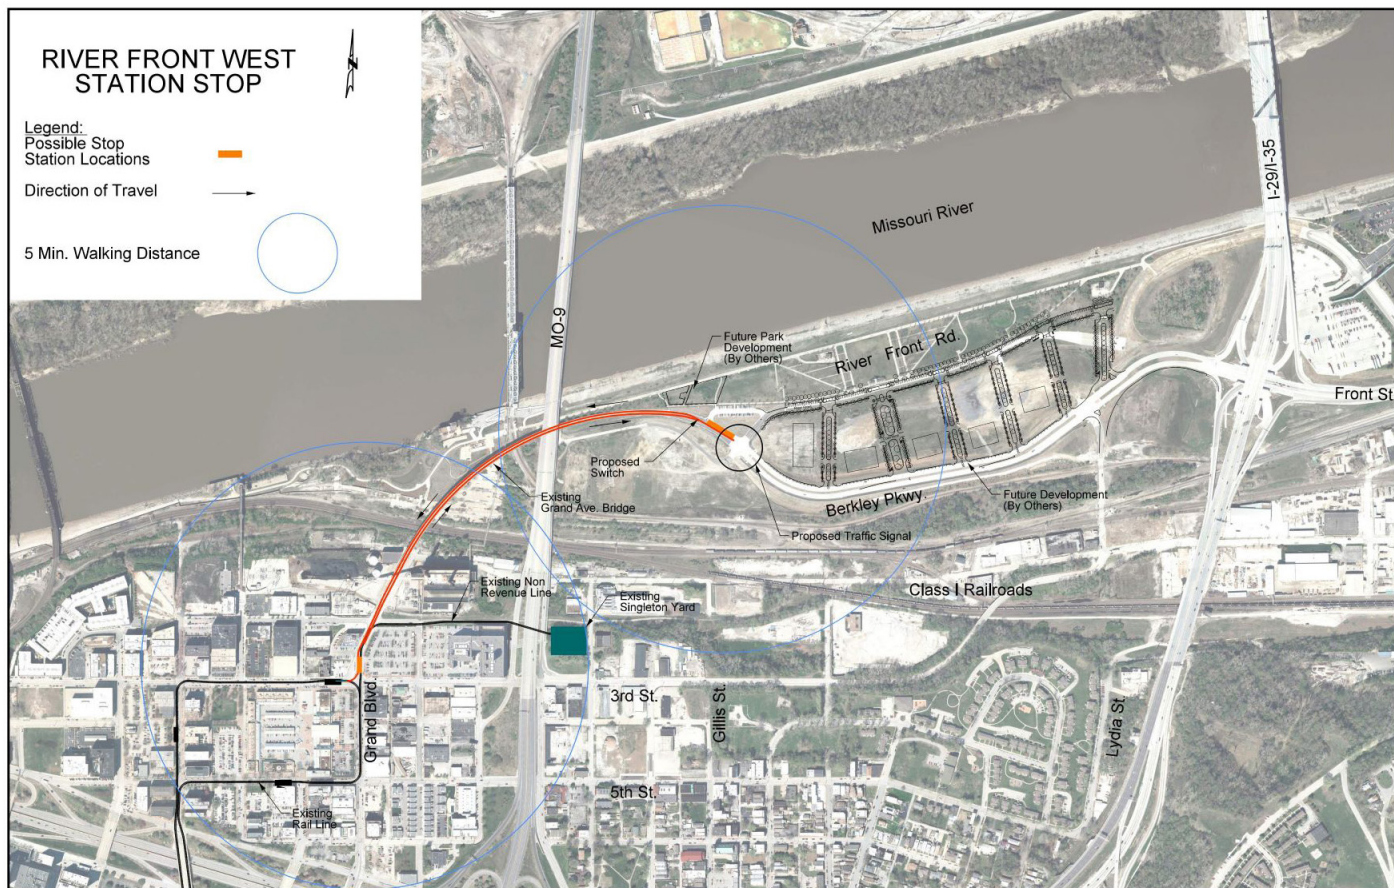 RIVER FRONT WEST
STATION STOP
N
Legend:
Possible Stop
Station Locations
Direction of Travel
5 Min. Walking Distance
I-29/I-35
Missouri River
MO-9
Future Park
Development
(By Others)
River Front Rd.
Front St
Proposed
Switch
Existing
Grand Ave. Bridge
Berkley Pkwy.
Future Development
(By Others)
Proposed Traffic Signal
Existing Non
Revenue Line
Existing
Singleton Yard
Class I Railroads
3rd St.
Grand Blvd.
Gillis St.
Lydia St.
5th St.
Existing
Rail Line